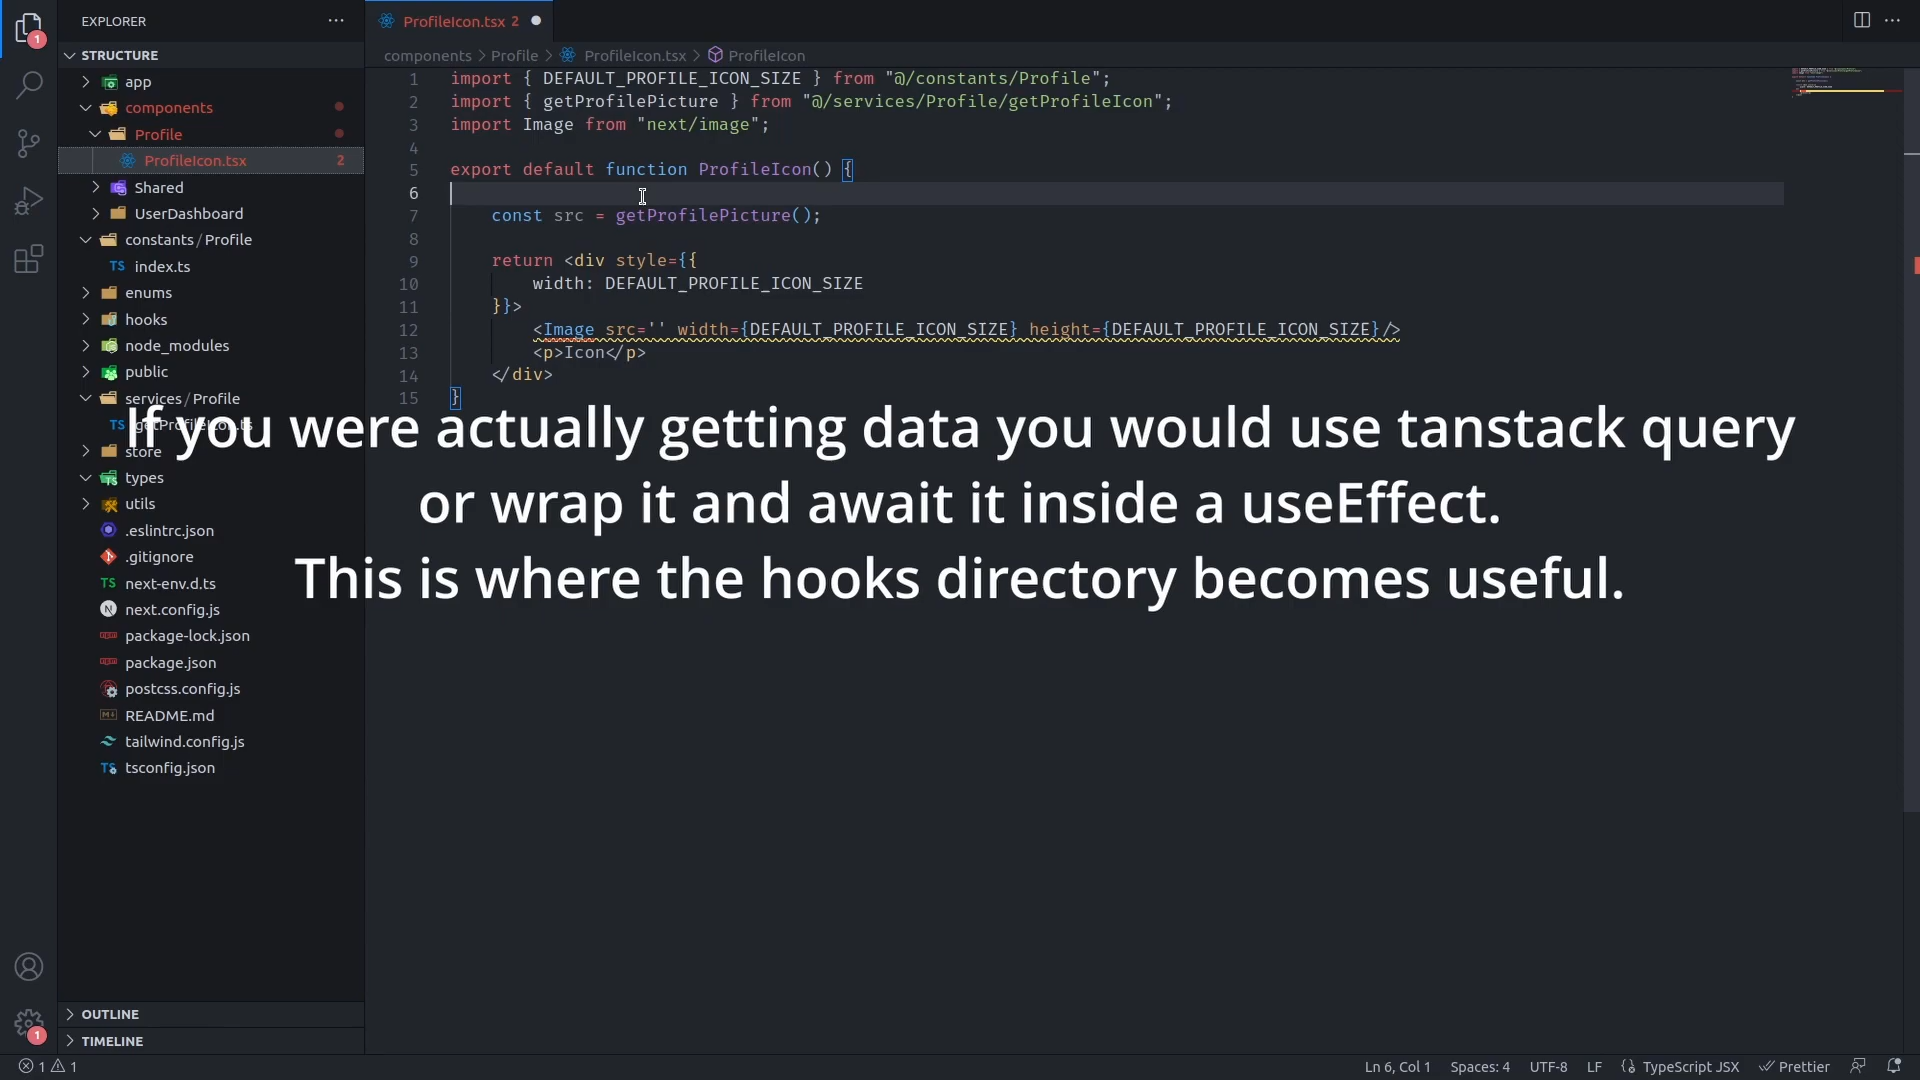 EXPLORER
STRUCTURE
app
components
Profile
ProfileIcon.tsx 2
Shared
UserDashboard
constants / Profile
TS index.ts
enums
hooks
node_modules
public
services / Profile
TS getProfileIcon.ts
store
types
utils
.eslintrc.json
.gitignore
TS next-env.d.ts
next.config.js
package-lock.json
package.json
postcss.config.js
README.md
tailwind.config.js
tsconfig.json
OUTLINE
TIMELINE
1
1
ProfileIcon.tsx 2
components > Profile > ProfileIcon.tsx > ProfileIcon
1 import { DEFAULT_PROFILE_ICON_SIZE } from "@/constants/Profile";
2 import { getProfilePicture } from "@/services/Profile/getProfileIcon";
3 import Image from "next/image";
4
5 export default function ProfileIcon() {
6
7 const src = getProfilePicture();
8
9 return <div style={{
10 width: DEFAULT_PROFILE_ICON_SIZE
11 }}>
12 <Image src='' width={DEFAULT_PROFILE_ICON_SIZE} height={DEFAULT_PROFILE_ICON_SIZE}/>
13 <p>Icon</p>
14 </div>
15 }
If you were actually getting data you would use tanstack query
or wrap it and await it inside a useEffect.
This is where the hooks directory becomes useful.
1 1
Ln 6, Col 1 Spaces: 4 UTF-8 LF {} TypeScript JSX Prettier